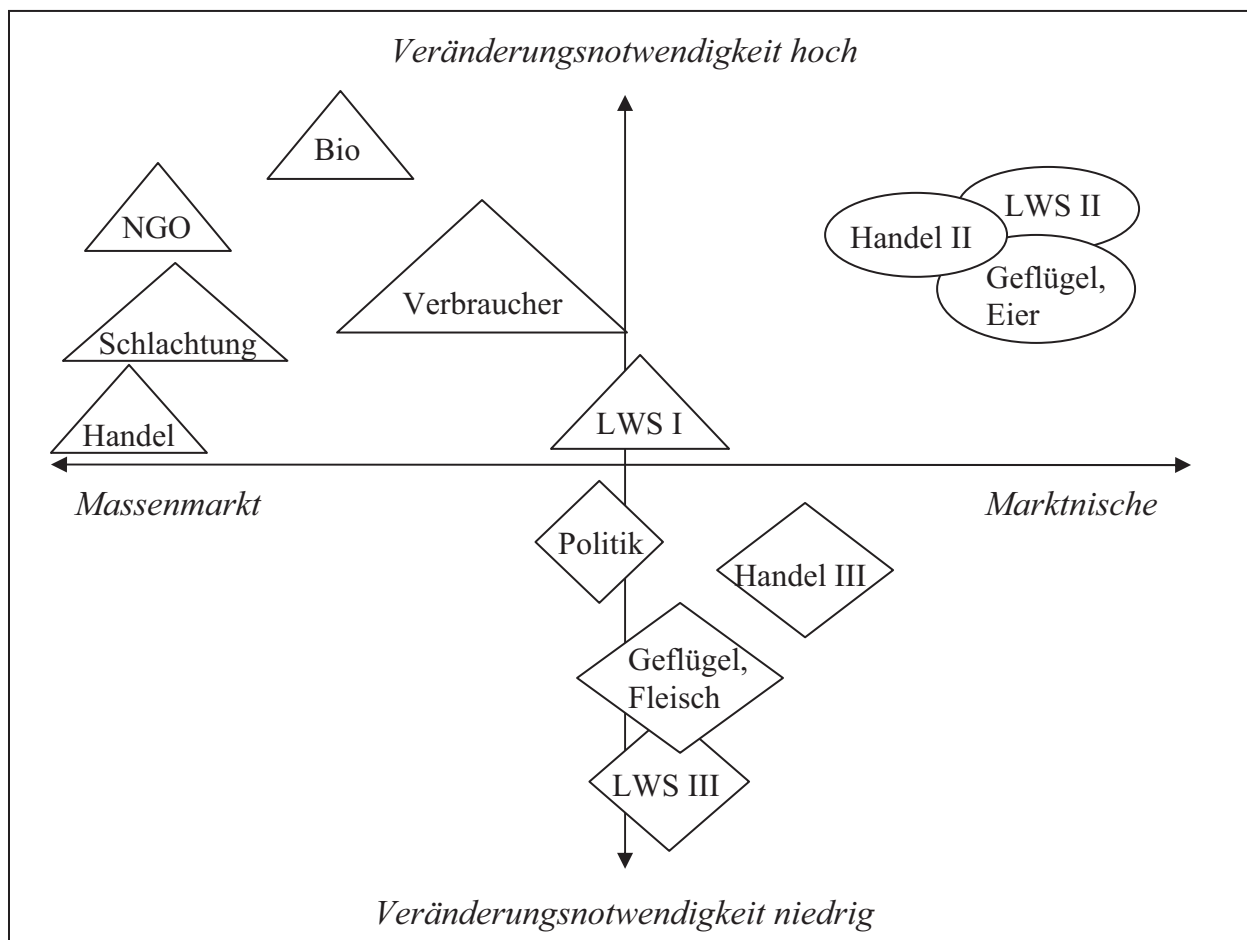 Veränderungsnotwendigkeit hoch
Bio
NGO
LWS II
Handel II
Geflügel,
Eier
Verbraucher
Schlachtung
LWS I
Handel
Massenmarkt
Marktnische
Politik
Handel III
Geflügel,
Fleisch
LWS III
Veränderungsnotwendigkeit niedrig